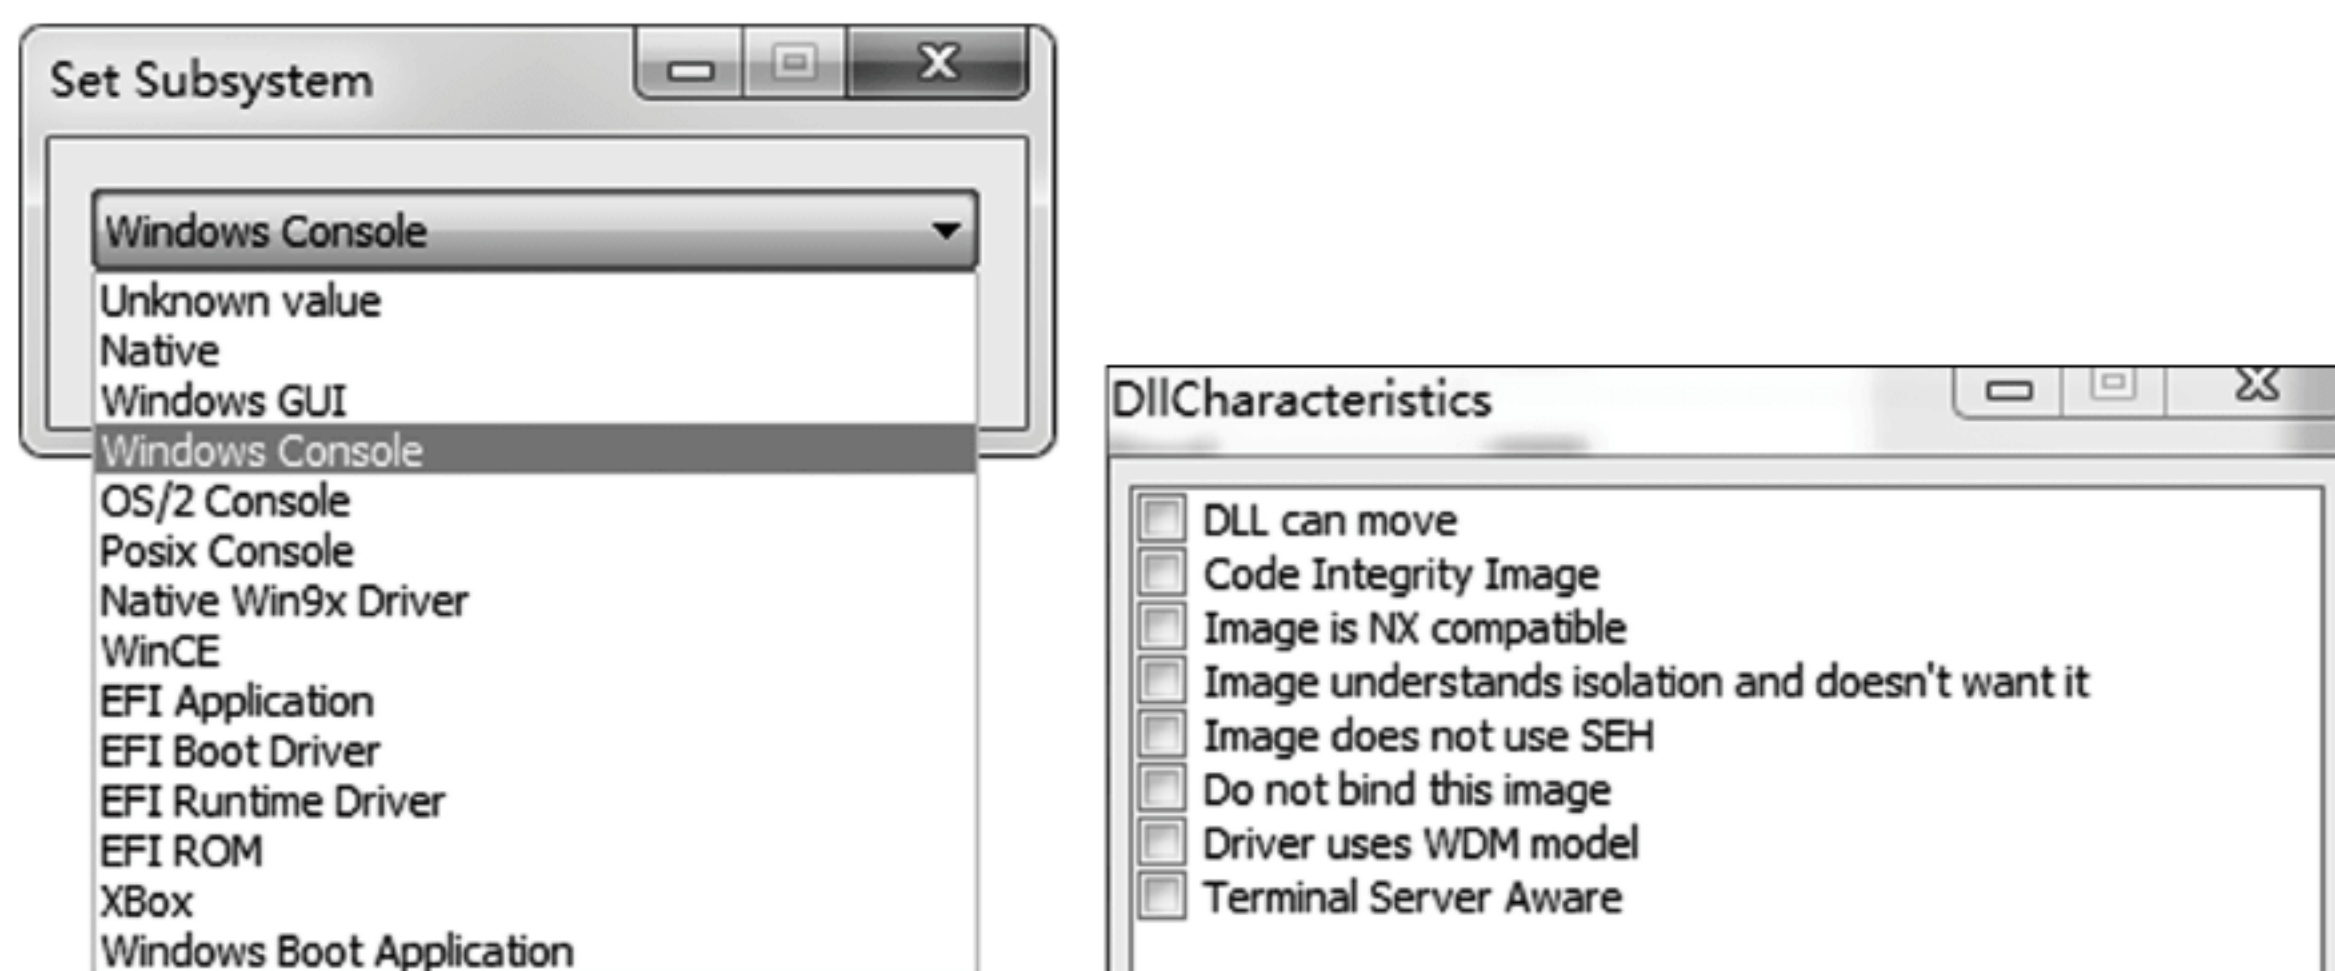 Set Subsystem
Windows Console
Unknown value
Native
Windows GUI
Windows Console
OS/2 Console
Posix Console
Native Win9x Driver
WinCE
EFI Application
EFI Boot Driver
EFI Runtime Driver
EFI ROM
XBox
Windows Boot Application
DllCharacteristics
DLL can move
Code Integrity Image
Image is NX compatible
Image understands isolation and doesn't want it
Image does not use SEH
Do not bind this image
Driver uses WDM model
Terminal Server Aware